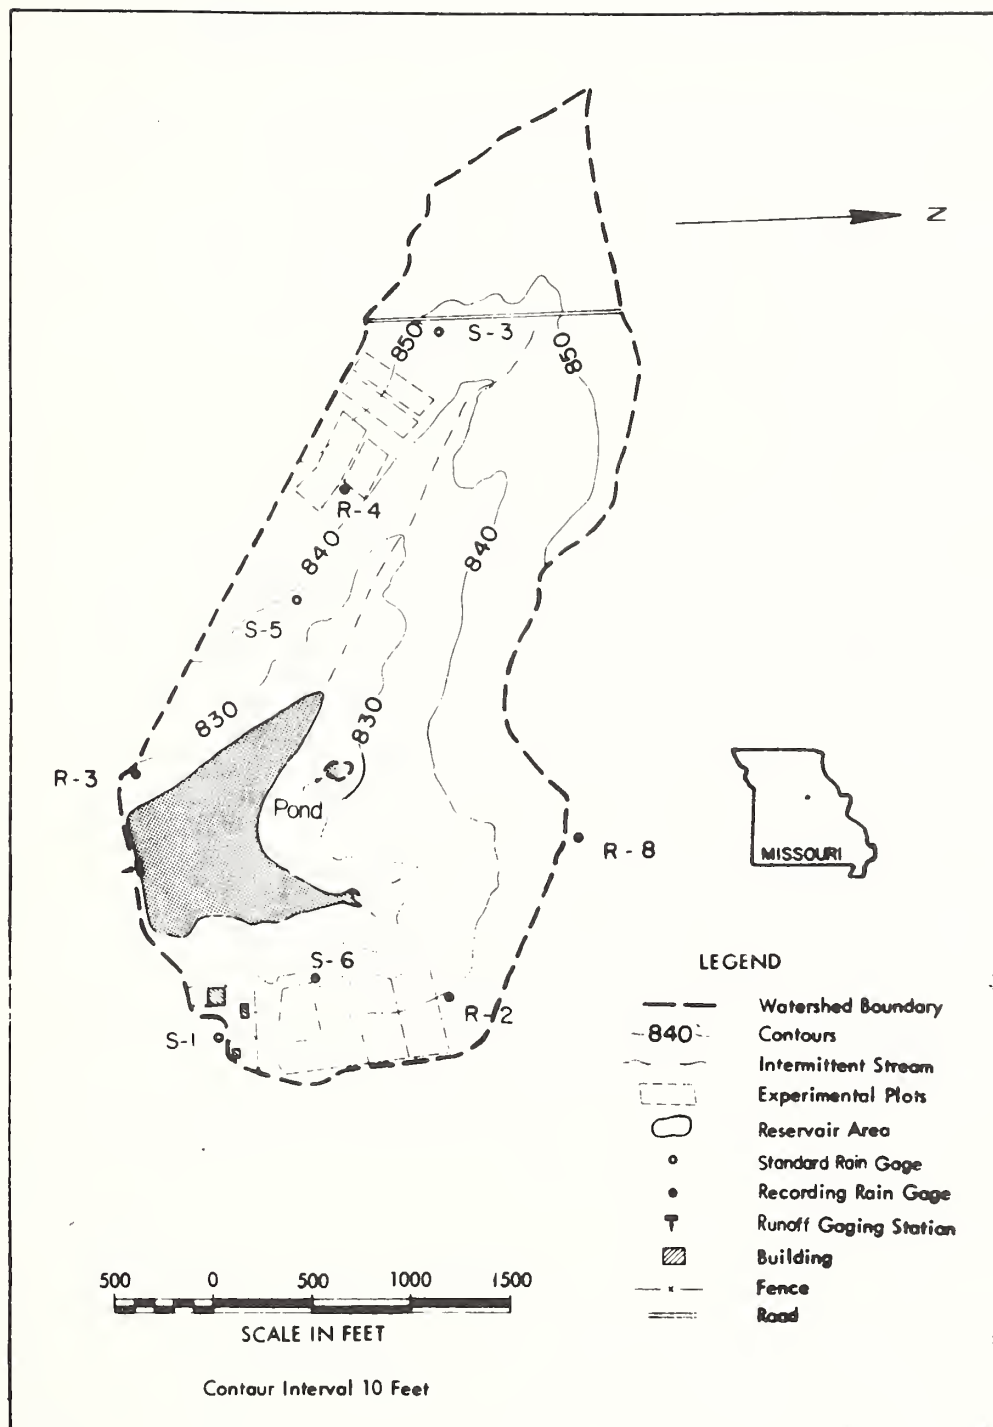 N
850
S-3
850
R-4
840
840
S-5
830
830
R-3
Pond
R-8
MISSOURI
S-6
R-2
S-1
LEGEND
Watershed Boundary
-840- Contours
Intermittent Stream
Experimental Plots
Reservair Area
Standard Rain Gage
Recording Rain Gage
Runoff Gaging Station
Building
Fence
Road
500 0 500 1000 1500
SCALE IN FEET
Contour Interval 10 Feet